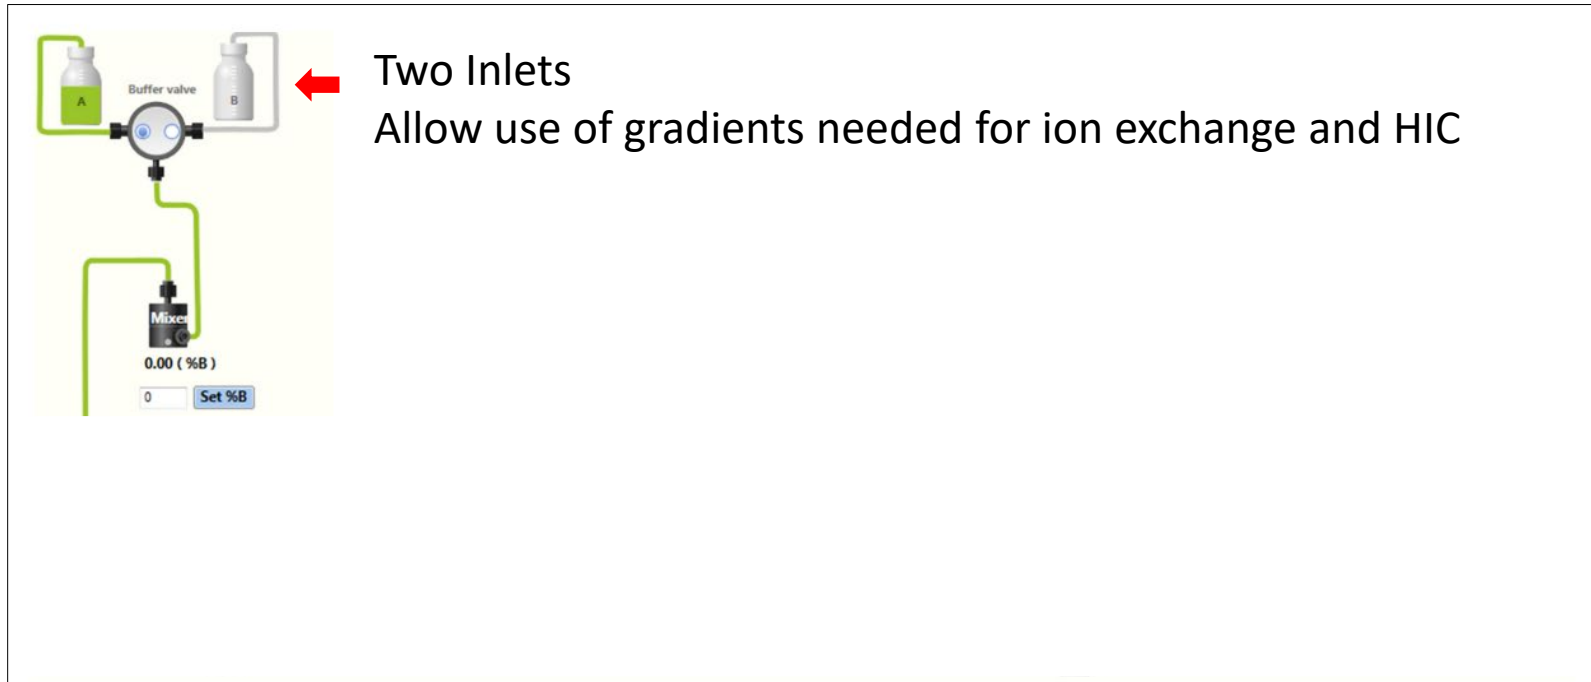 Two Inlets
Allow use of gradients needed for ion exchange and HIC
Buffer valve
A
B
Mixer
0.00 ( %B )
0 Set %B